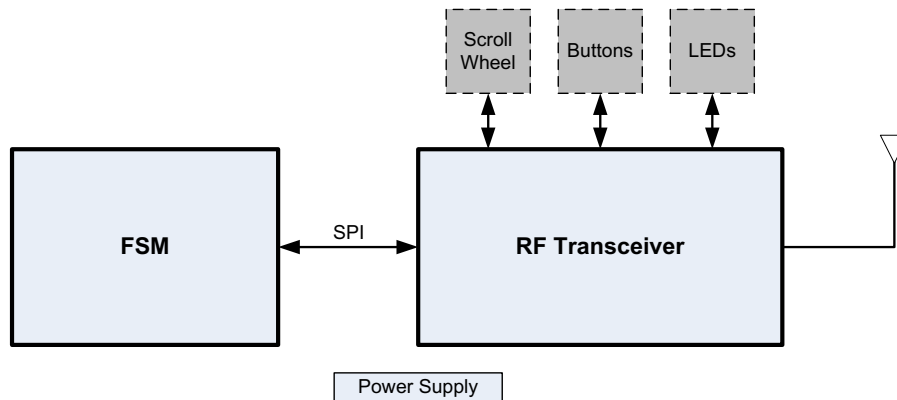 Scroll
Wheel
Buttons
LEDs
FSM
SPI
RF Transceiver
Power Supply